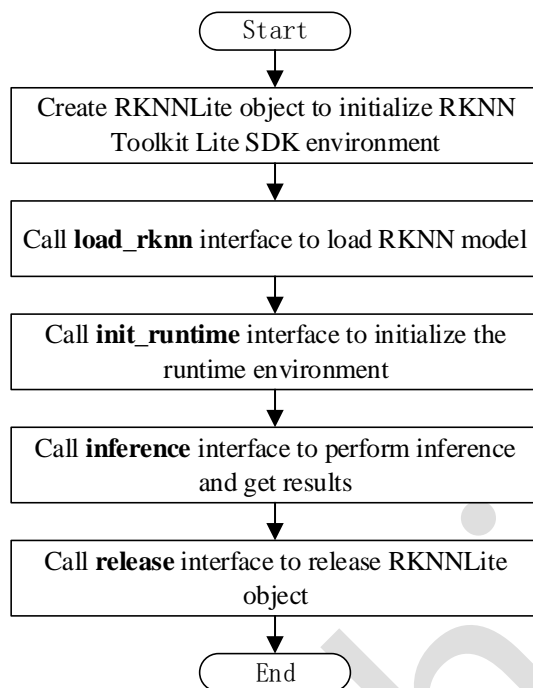 Start
Create RKNNLite object to initialize RKNN
Toolkit Lite SDK environment
Call load_rknn interface to load RKNN model
Call init_runtime interface to initialize the
runtime environment
Call inference interface to perform inference
and get results
Call release interface to release RKNNLite
object
End